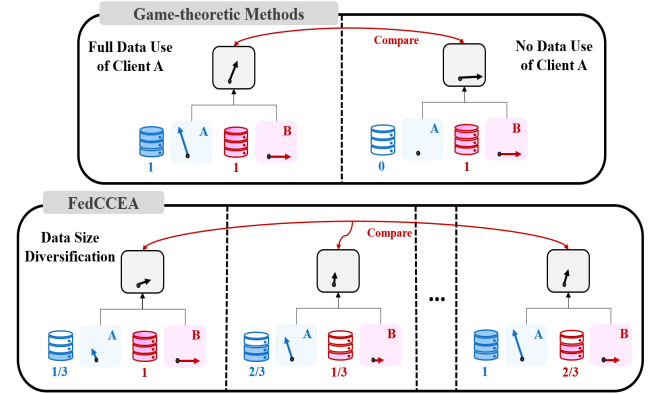 Game-theoretic Methods
Full Data Use
of Client A
Compare
No Data Use
of Client A
A
B
A
B
1
1
0
1
FedCCEA
Data Size
Diversification
Compare
...
A
B
A
B
A
B
1/3
1
2/3
1/3
1
2/3